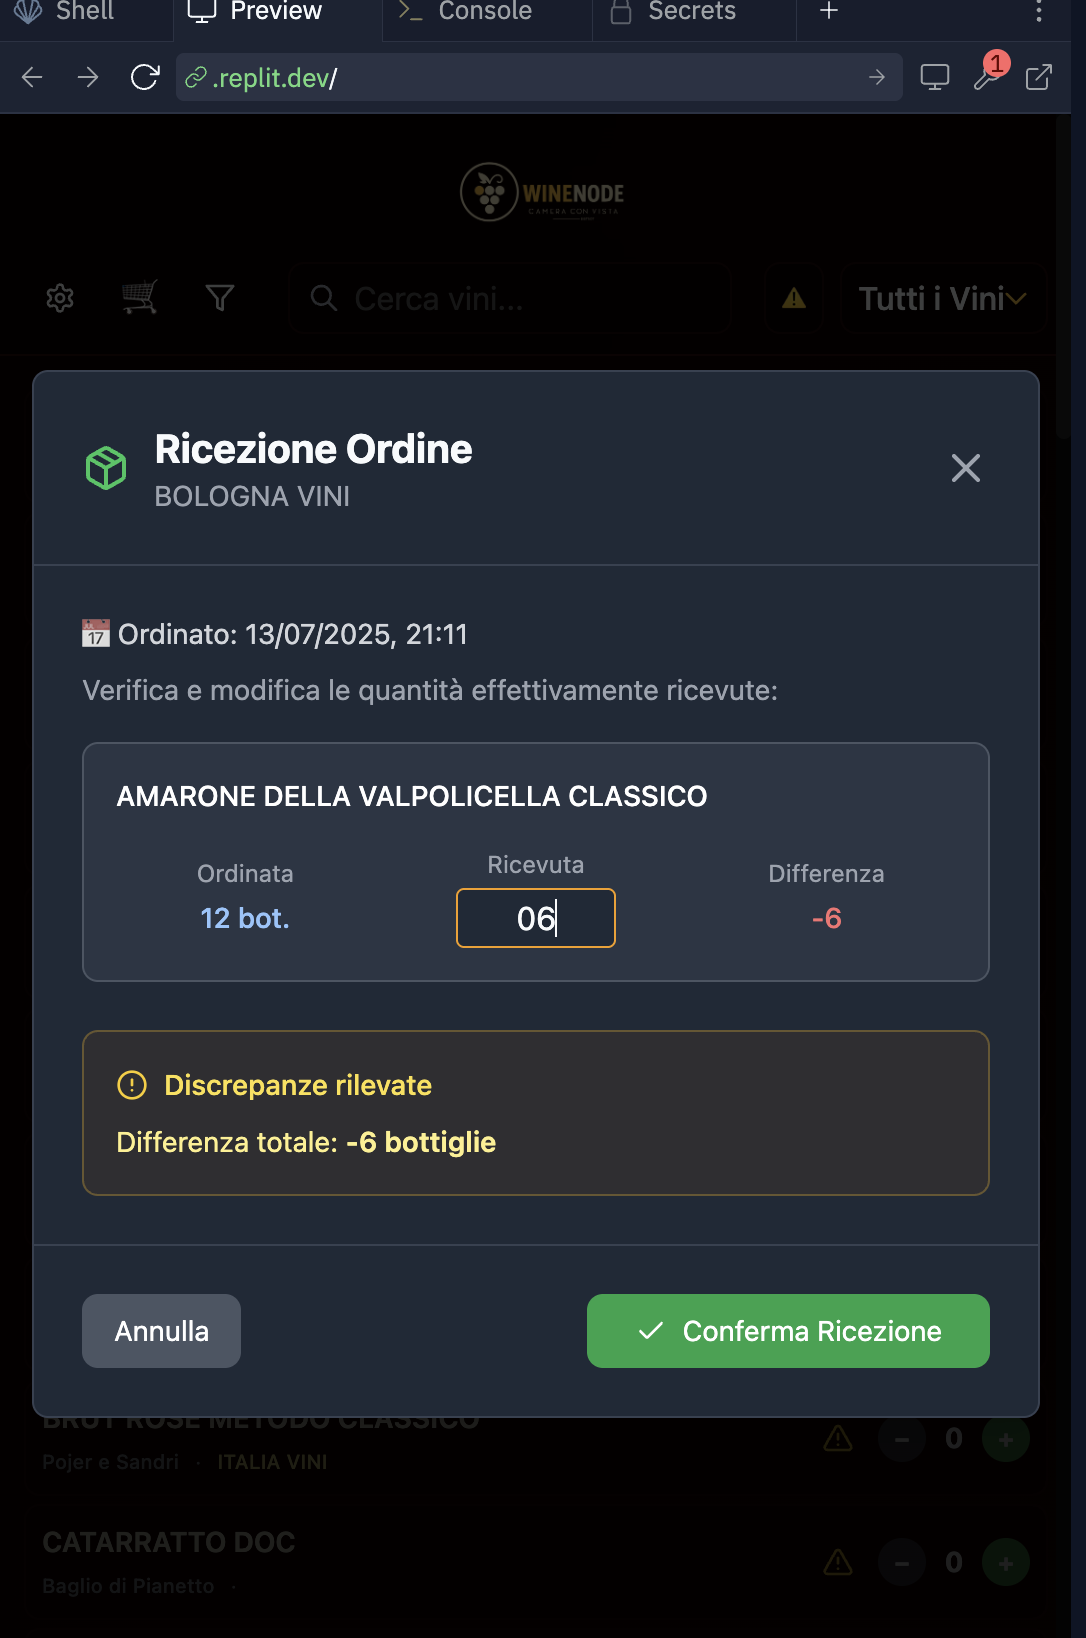 Shell
Preview
Console
Secrets
.replit.dev/
1
WINENODE
CAMERA CON VISTA
Cerca vini...
Tutti i Vini
Ricezione Ordine
BOLOGNA VINI
17 Ordinato: 13/07/2025, 21:11
Verifica e modifica le quantità effettivamente ricevute:
AMARONE DELLA VALPOLICELLA CLASSICO
Ordinata
Ricevuta
Differenza
12 bot.
06
-6
Discrepanze rilevate
Differenza totale: -6 bottiglie
Annulla
Conferma Ricezione
BRUT ROSE METODO CLASSICO
Pojer e Sandri · ITALIA VINI
0
CATARRATTO DOC
Baglio di Pianetto ·
0